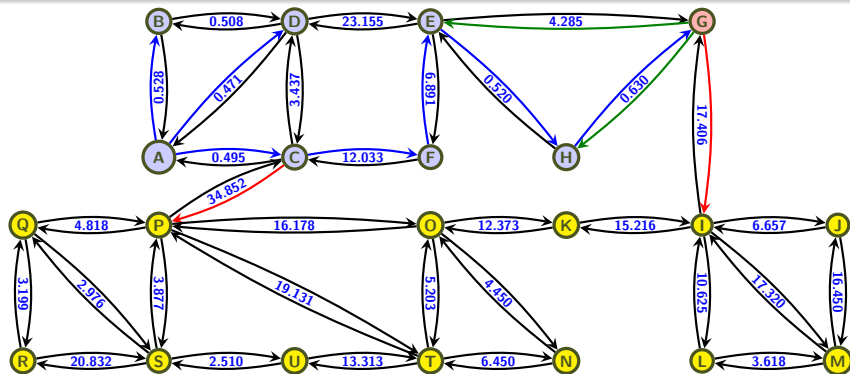 B 0.508 D 23.155 E 4.285 G
0.528 0.471 3.437 6.891 0.520 0.630 17.406
A 0.495 C 12.033 F H
34.852
Q 4.818 P 16.178 O 12.373 K 15.216 I 6.657 J
3.199 2.976 3.877 19.131 5.203 4.450 10.625 17.320 16.450
R 20.832 S 2.510 U 13.313 T 6.450 N L 3.618 M